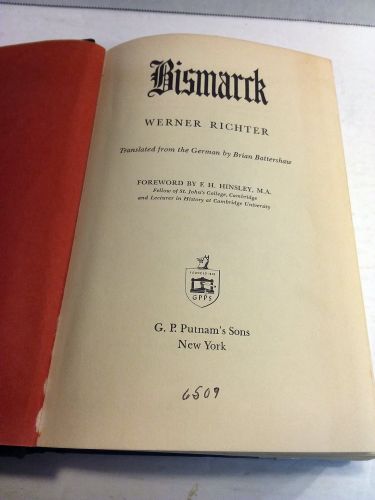 Bismarck
WERNER RICHTER
Translated from the German by Brian Battershaw
FOREWORD BY F. H. HINSLEY, M.A.
Fellow of St. John's College, Cambridge
and Lecturer in History at Cambridge University
GPPS
G. P. Putnam's Sons
New York
6509